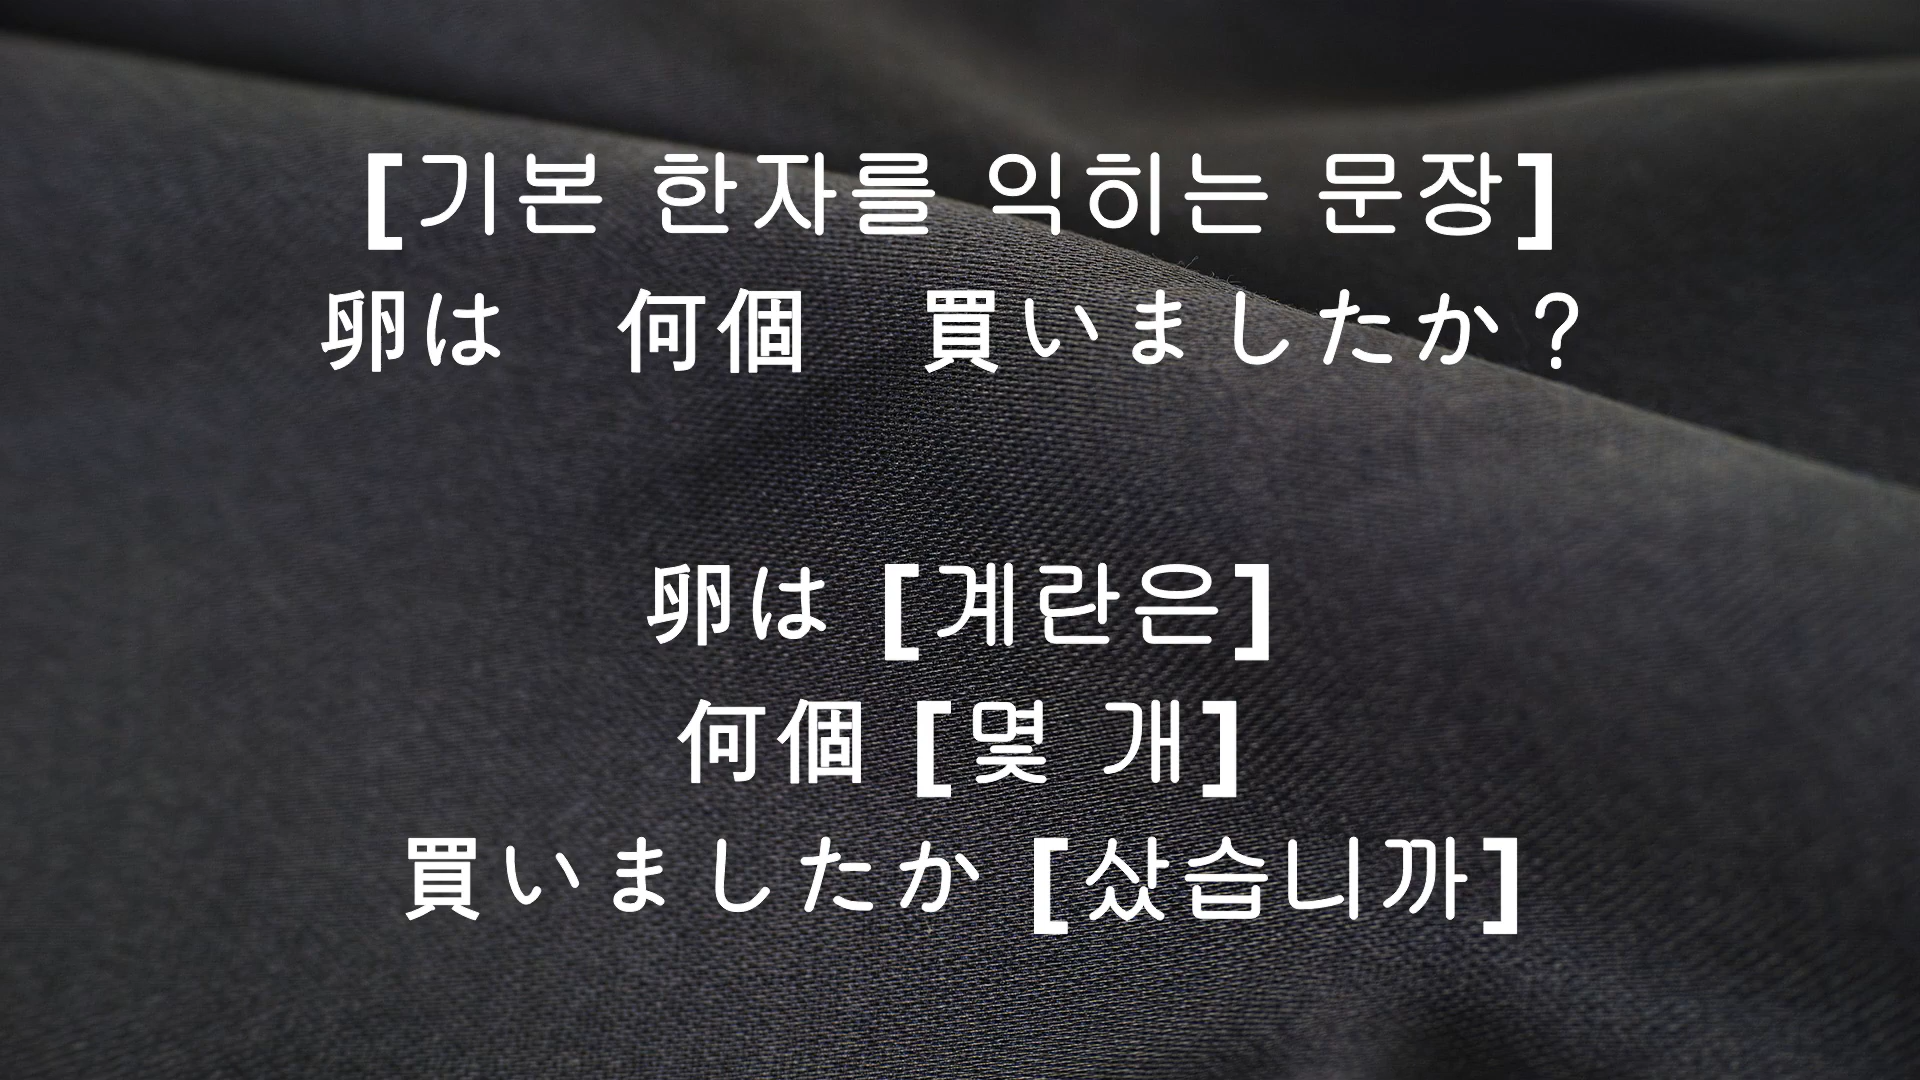 [기본 한자를 익히는 문장]
卵は　何個　買いましたか？
卵は [계란은]
何個 [몇 개]
買いましたか [샀습니까]